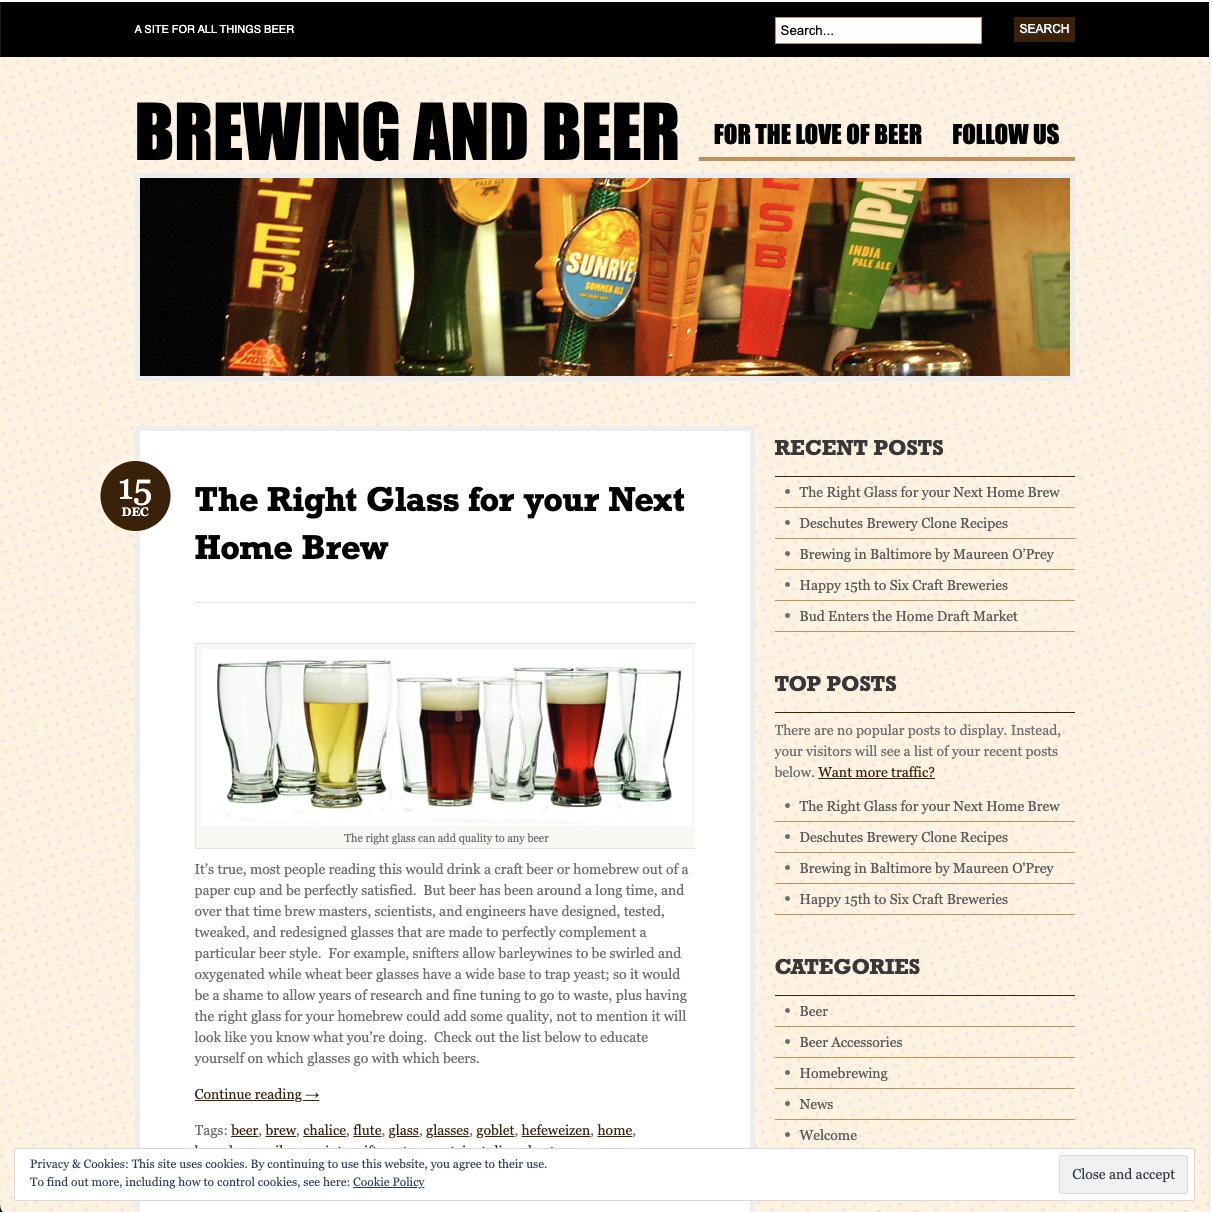 A SITE FOR ALL THINGS BEER
Search...
SEARCH
BREWING AND BEER
FOR THE LOVE OF BEER
FOLLOW US
TER
PALE ALE
SUNRYE
SUMMER ALE
LONDE
LONDE
ESB
IPA
INDIA
PALE ALE
15
DEC
The Right Glass for your Next
Home Brew
The right glass can add quality to any beer
It’s true, most people reading this would drink a craft beer or homebrew out of a
paper cup and be perfectly satisfied.  But beer has been around a long time, and
over that time brew masters, scientists, and engineers have designed, tested,
tweaked, and redesigned glasses that are made to perfectly complement a
particular beer style.  For example, snifters allow barleywines to be swirled and
oxygenated while wheat beer glasses have a wide base to trap yeast; so it would
be a shame to allow years of research and fine tuning to go to waste, plus having
the right glass for your homebrew could add some quality, not to mention it will
look like you know what you’re doing.  Check out the list below to educate
yourself on which glasses go with which beers.
Continue reading →
Tags: beer, brew, chalice, flute, glass, glasses, goblet, hefeweizen, home,
RECENT POSTS
• The Right Glass for your Next Home Brew
• Deschutes Brewery Clone Recipes
• Brewing in Baltimore by Maureen O’Prey
• Happy 15th to Six Craft Breweries
• Bud Enters the Home Draft Market
TOP POSTS
There are no popular posts to display. Instead,
your visitors will see a list of your recent posts
below. Want more traffic?
• The Right Glass for your Next Home Brew
• Deschutes Brewery Clone Recipes
• Brewing in Baltimore by Maureen O'Prey
• Happy 15th to Six Craft Breweries
CATEGORIES
• Beer
• Beer Accessories
• Homebrewing
• News
• Welcome
Privacy & Cookies: This site uses cookies. By continuing to use this website, you agree to their use.
To find out more, including how to control cookies, see here: Cookie Policy
Close and accept